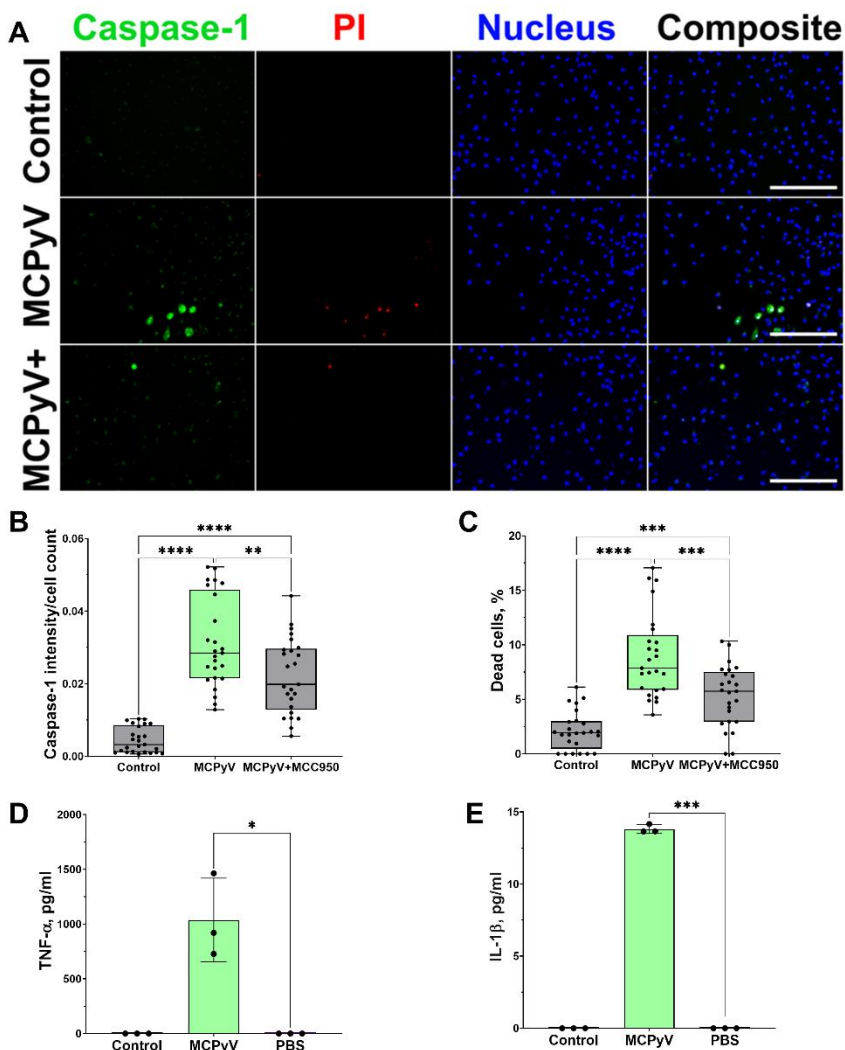 A
Caspase-1 PI Nucleus Composite
Control
MCPyV
MCPyV+
B
****
**** **
Caspase-1 intensity/cell count
0.06
0.04
0.02
0.00
Control MCPyV MCPyV+MCC950
C
***
**** ***
Dead cells, %
20
15
10
5
0
Control MCPyV MCPyV+MCC950
D
*
TNF-α, pg/ml
2000
1500
1000
500
0
Control MCPyV PBS
E
***
IL-1β, pg/ml
15
10
5
0
Control MCPyV PBS